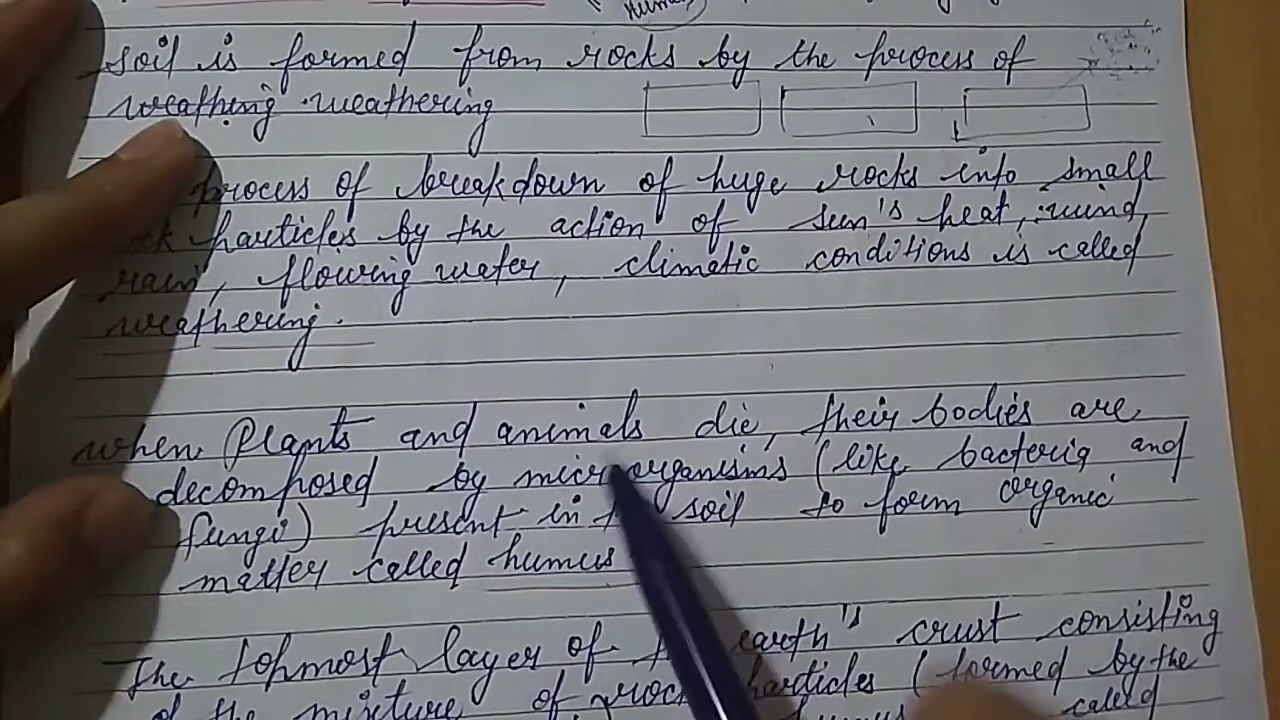 Humus
soil is formed from rocks by the process of
weathing . weathering
process of breakdown of huge rocks into small
particles by the action of sun's heat, wind,
rain, flowing water, climatic conditions is called
weathering.
when Plants and animals die, their bodies are
decomposed by microorganisms (like bacteria and
fungi) present in soil to form organic
matter called humus
The topmost layer of earth's crust consisting
of the mixture of rock particles (formed by the
called